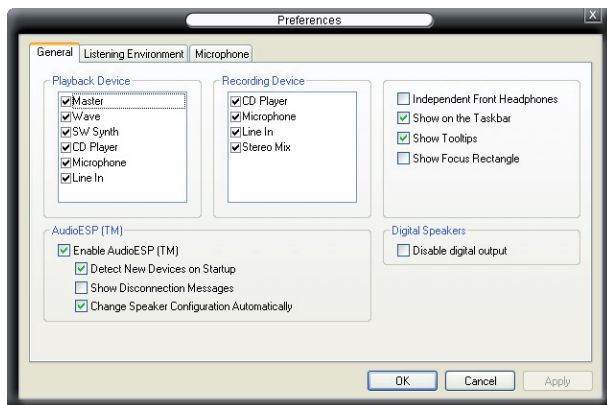 Preferences
X
General
Listening Environment
Microphone
Playback Device
Master
Wave
SW Synth
CD Player
Microphone
Line In
Recording Device
CD Player
Microphone
Line In
Stereo Mix
Independent Front Headphones
Show on the Taskbar
Show Tooltips
Show Focus Rectangle
AudioESP (TM)
Enable AudioESP (TM)
Detect New Devices on Startup
Show Disconnection Messages
Change Speaker Configuration Automatically
Digital Speakers
Disable digital output
OK
Cancel
Apply